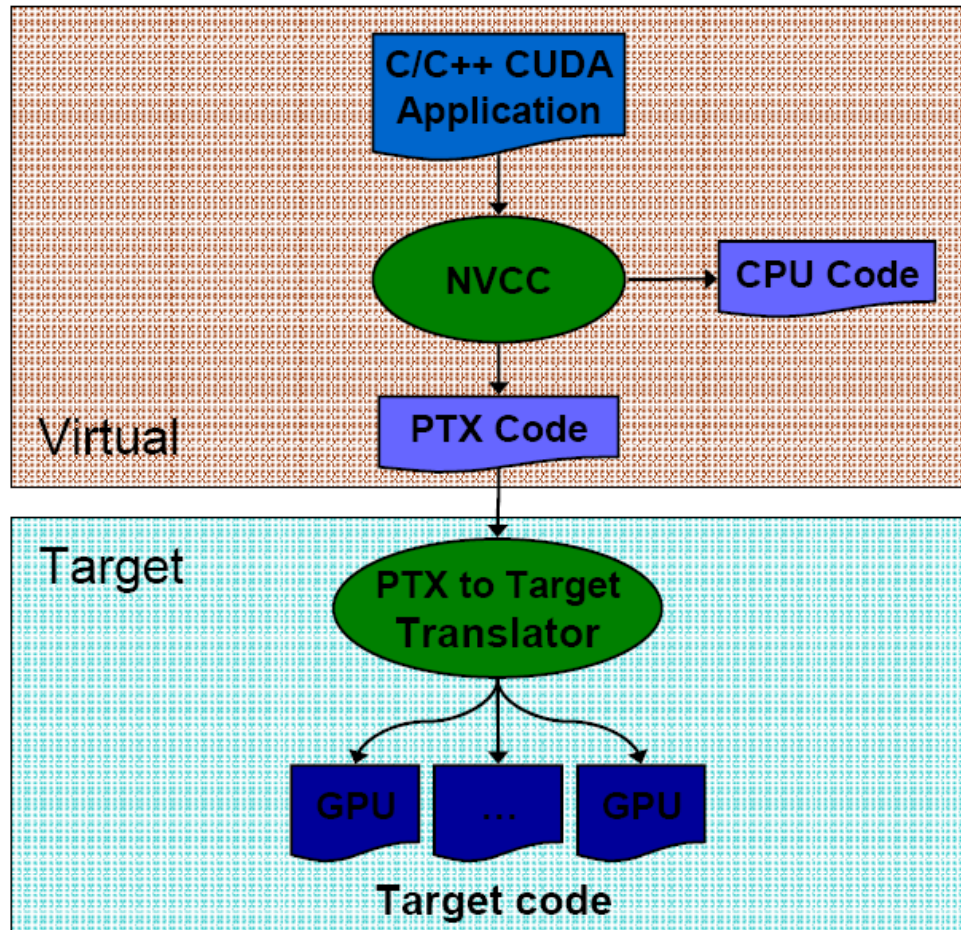 C/C++ CUDA
Application
NVCC
CPU Code
PTX Code
Virtual
Target
PTX to Target
Translator
GPU
...
GPU
Target code